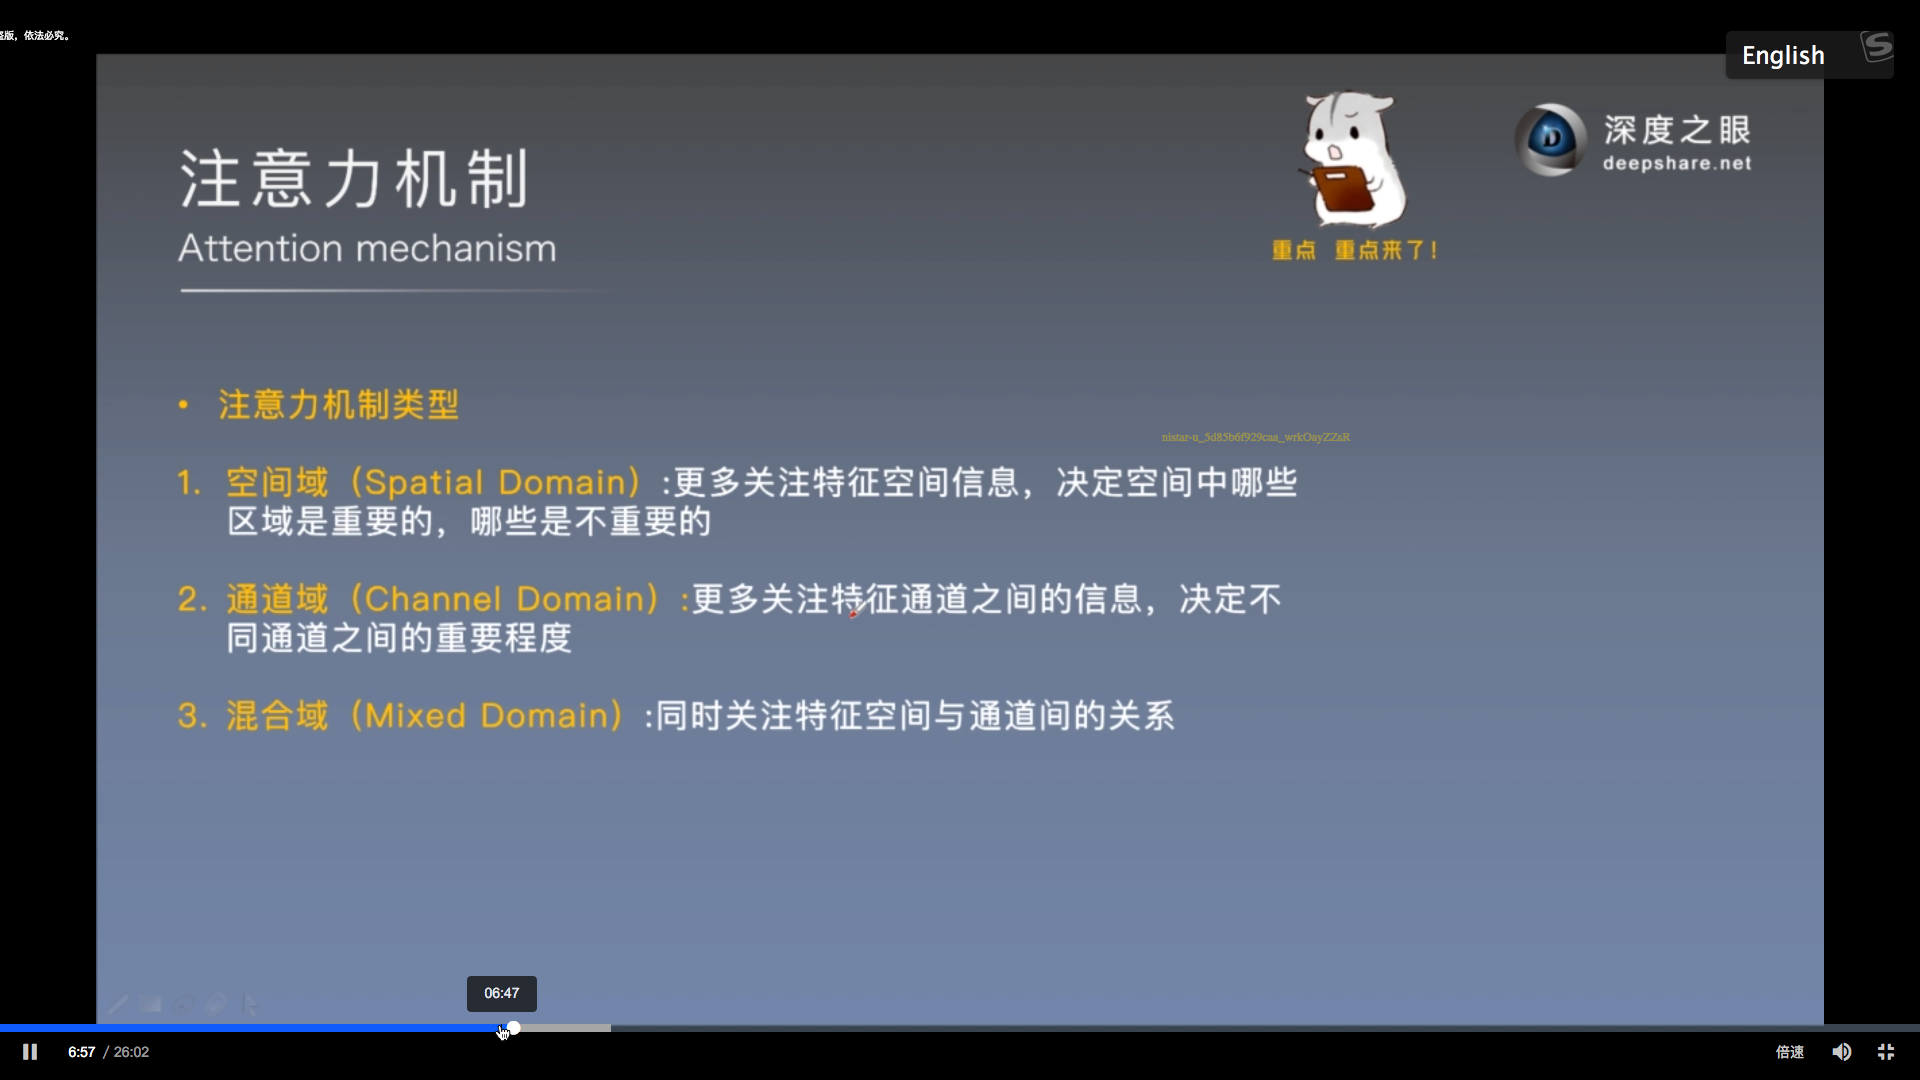 盗版，依法必究。
English
深度之眼
deepshare.net
注意力机制
Attention mechanism
重点 重点来了！
• 注意力机制类型
nistar-u_5d85b6f929caa_wrkOnyZZsR
1. 空间域（Spatial Domain）:更多关注特征空间信息，决定空间中哪些
区域是重要的，哪些是不重要的
2. 通道域（Channel Domain）:更多关注特征通道之间的信息，决定不
同通道之间的重要程度
3. 混合域（Mixed Domain）:同时关注特征空间与通道间的关系
06:47
6:57 / 26:02
倍速